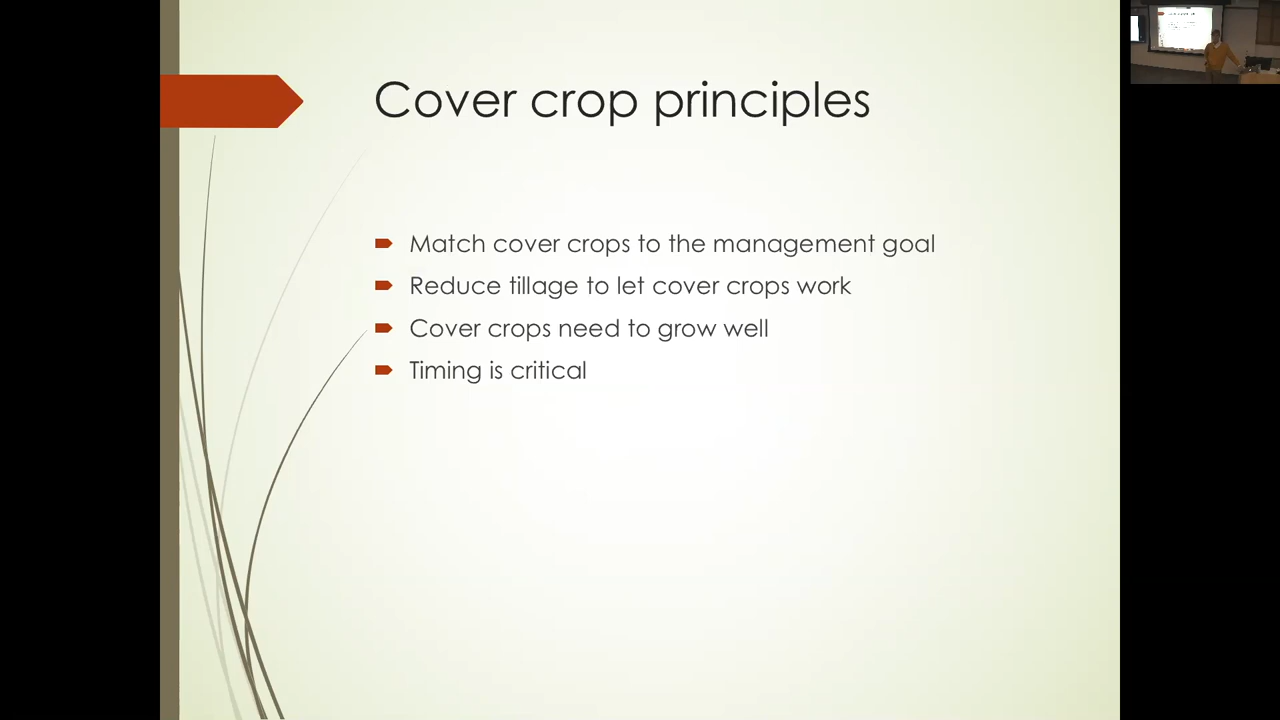 Cover crop principles
Match cover crops to the management goal
Reduce tillage to let cover crops work
Cover crops need to grow well
Timing is critical